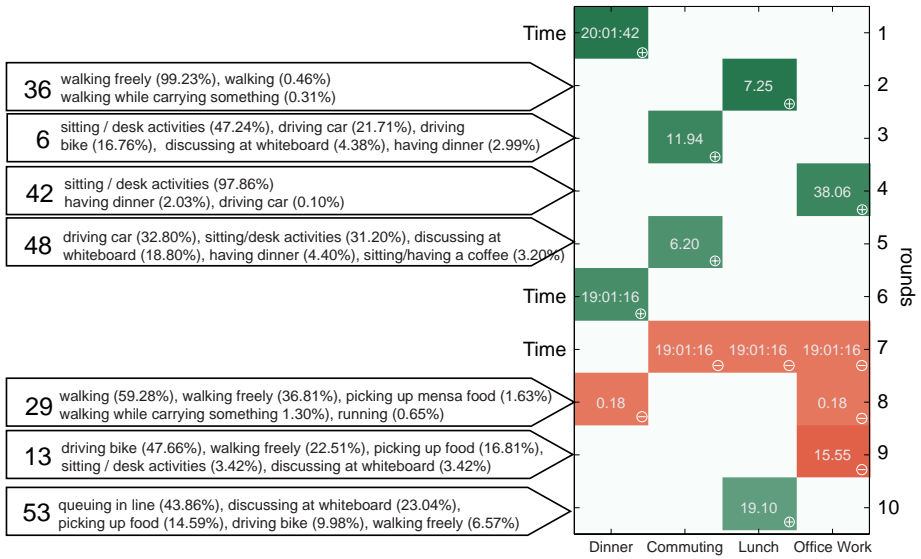 Time 20:01:42 ⊕ 1
36 walking freely (99.23%), walking (0.46%)
walking while carrying something (0.31%)
7.25 ⊕ 2
6 sitting / desk activities (47.24%), driving car (21.71%), driving
bike (16.76%), discussing at whiteboard (4.38%), having dinner (2.99%)
11.94 ⊕ 3
42 sitting / desk activities (97.86%)
having dinner (2.03%), driving car (0.10%)
38.06 ⊕ 4
48 driving car (32.80%), sitting/desk activities (31.20%), discussing at
whiteboard (18.80%), having dinner (4.40%), sitting/having a coffee (3.20%)
6.20 ⊕ 5
Time 19:01:16 ⊕ 6
rounds
Time 19:01:16 ⊖ 19:01:16 ⊖ 19:01:16 ⊖ 7
29 walking (59.28%), walking freely (36.81%), picking up mensa food (1.63%)
walking while carrying something 1.30%), running (0.65%)
0.18 ⊖ 0.18 ⊖ 8
13 driving bike (47.66%), walking freely (22.51%), picking up food (16.81%),
sitting / desk activities (3.42%), discussing at whiteboard (3.42%)
15.55 ⊖ 9
53 queuing in line (43.86%), discussing at whiteboard (23.04%),
picking up food (14.59%), driving bike (9.98%), walking freely (6.57%)
19.10 ⊕ 10
Dinner Commuting Lunch Office Work